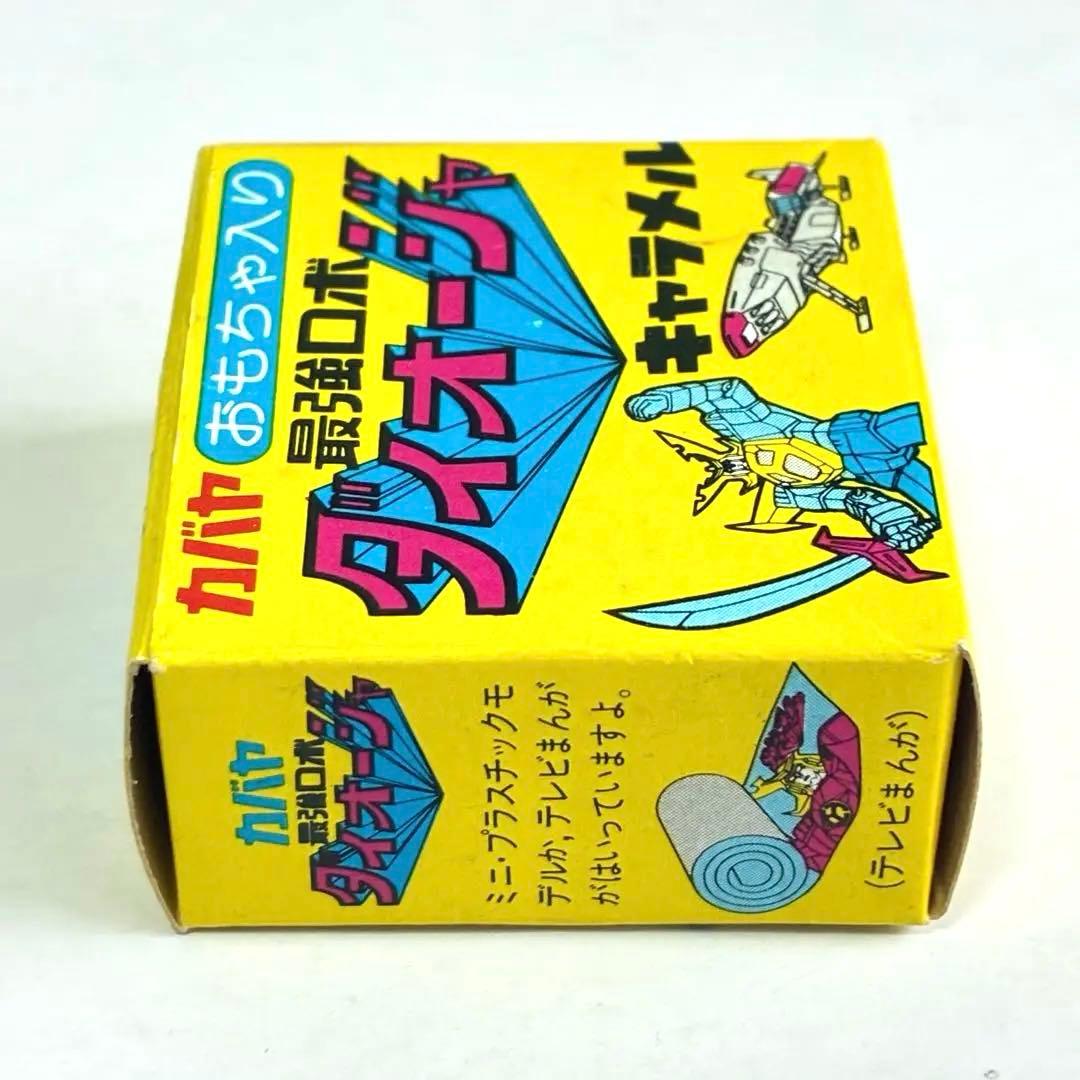 カバヤ
おもちゃ入り
最強ロボ
ダイオージャ
キャラメル
カバヤ
最強ロボ
ダイオージャ
ミニ・プラスチックモ
デルか,テレビまんが
がはいっていますよ。
(テレビまんが)